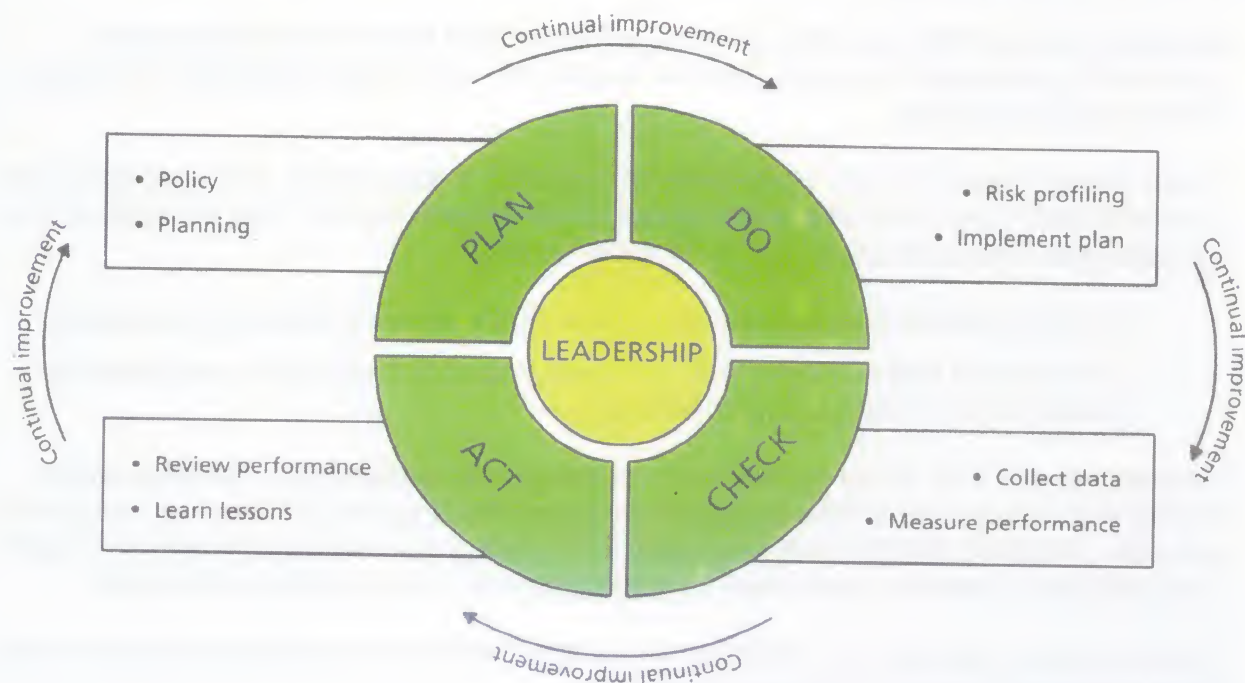 Continual improvement
PLAN
• Policy
• Planning
DO
• Risk profiling
• Implement plan
Continual improvement
LEADERSHIP
CHECK
• Collect data
• Measure performance
Continual improvement
ACT
• Review performance
• Learn lessons
Continual improvement